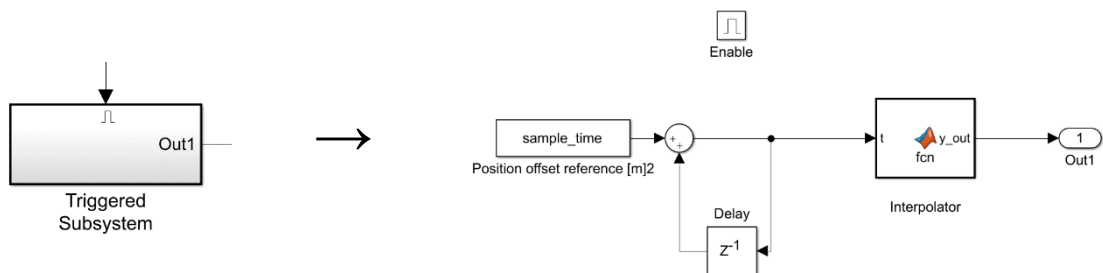 Out1
Triggered
Subsystem
Enable
sample_time
Position offset reference [m]2
+
+
Delay
Z-1
t
fcn
y_out
Interpolator
1
Out1